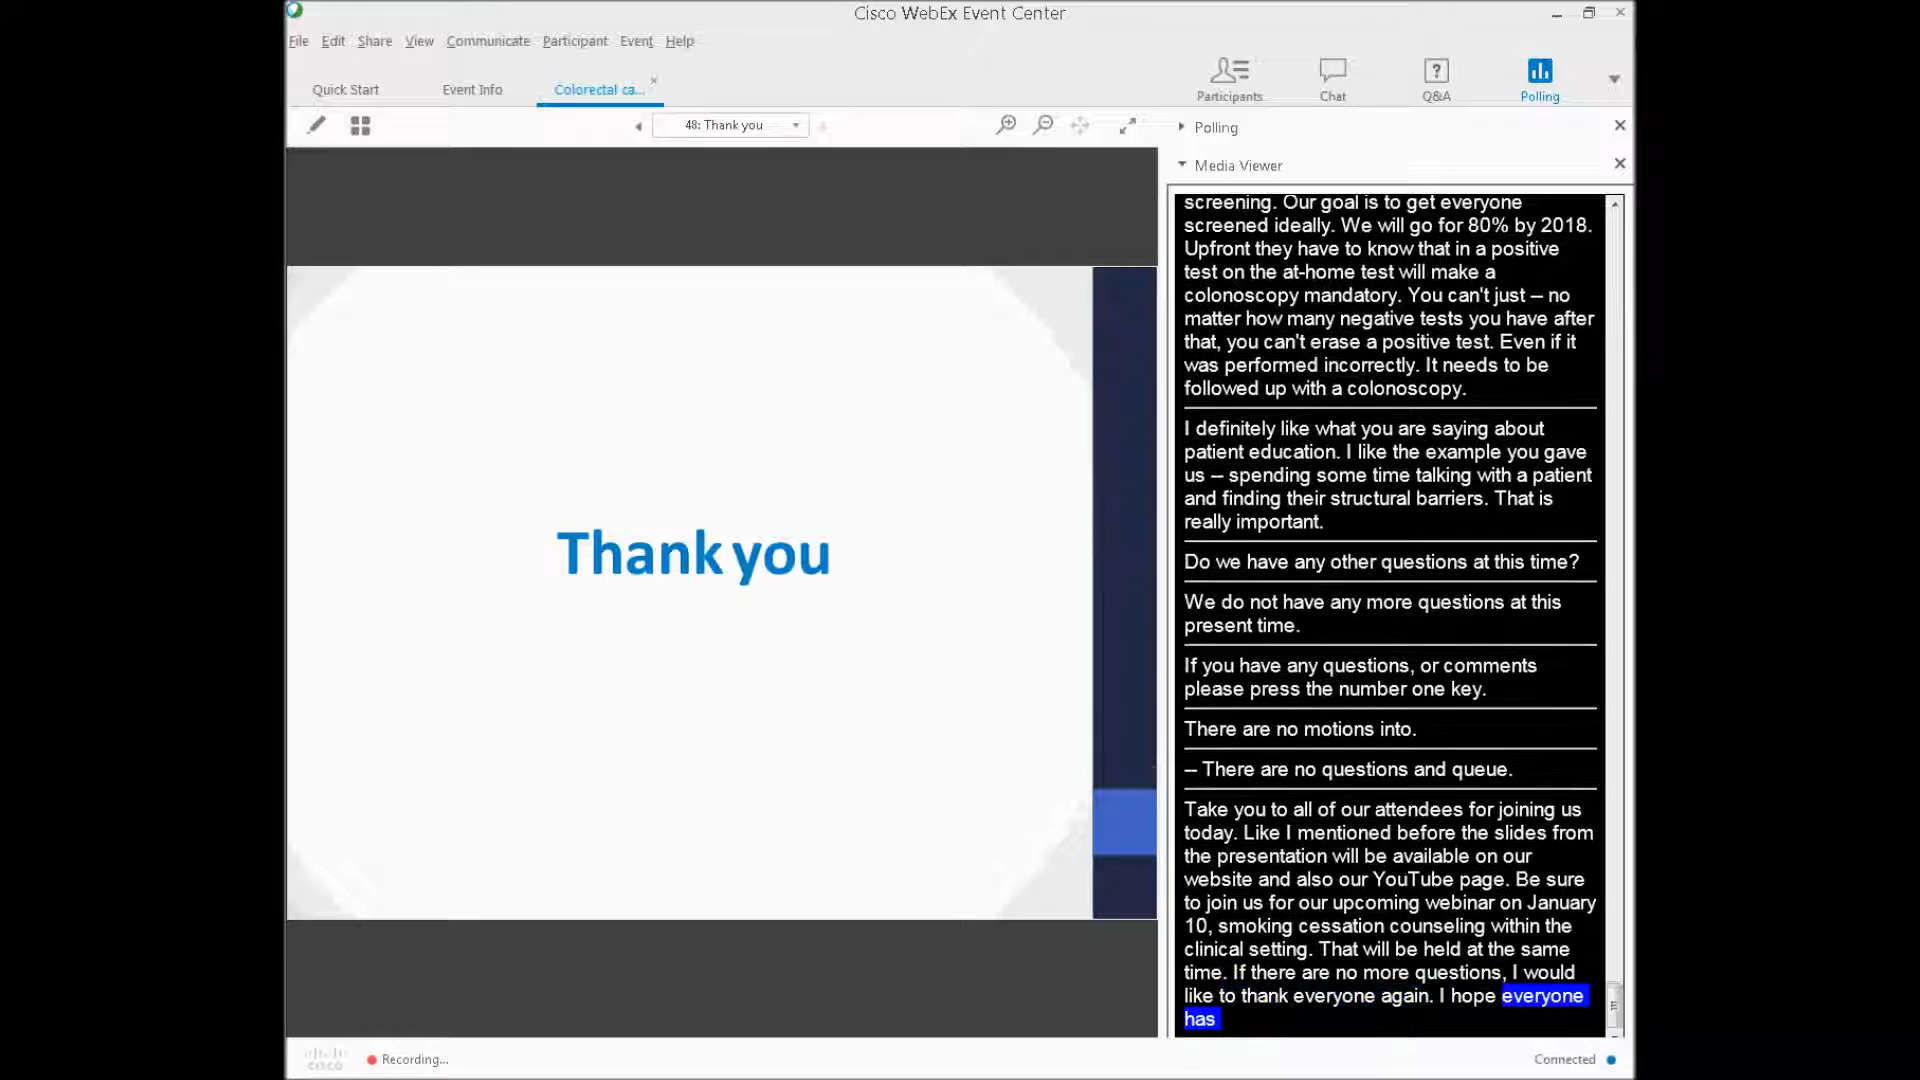 Cisco WebEx Event Center
File Edit Share View Communicate Participant Event Help
Quick Start Event Info Colorectal ca...
Participants Chat Q&A Polling
48: Thank you
Polling
Media Viewer
Thank you
screening. Our goal is to get everyone
screened ideally. We will go for 80% by 2018.
Upfront they have to know that in a positive
test on the at-home test will make a
colonoscopy mandatory. You can't just -- no
matter how many negative tests you have after
that, you can't erase a positive test. Even if it
was performed incorrectly. It needs to be
followed up with a colonoscopy.
I definitely like what you are saying about
patient education. I like the example you gave
us -- spending some time talking with a patient
and finding their structural barriers. That is
really important.
Do we have any other questions at this time?
We do not have any more questions at this
present time.
If you have any questions, or comments
please press the number one key.
There are no motions into.
-- There are no questions and queue.
Take you to all of our attendees for joining us
today. Like I mentioned before the slides from
the presentation will be available on our
website and also our YouTube page. Be sure
to join us for our upcoming webinar on January
10, smoking cessation counseling within the
clinical setting. That will be held at the same
time. If there are no more questions, I would
like to thank everyone again. I hope everyone
has
cisco
Recording...
Connected